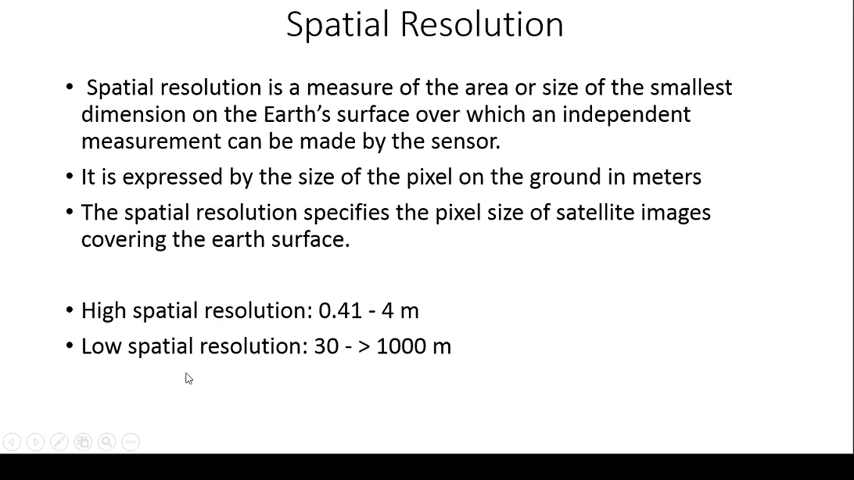 Spatial Resolution
• Spatial resolution is a measure of the area or size of the smallest
dimension on the Earth's surface over which an independent
measurement can be made by the sensor.
• It is expressed by the size of the pixel on the ground in meters
• The spatial resolution specifies the pixel size of satellite images
covering the earth surface.
• High spatial resolution: 0.41 - 4 m
• Low spatial resolution: 30 - > 1000 m